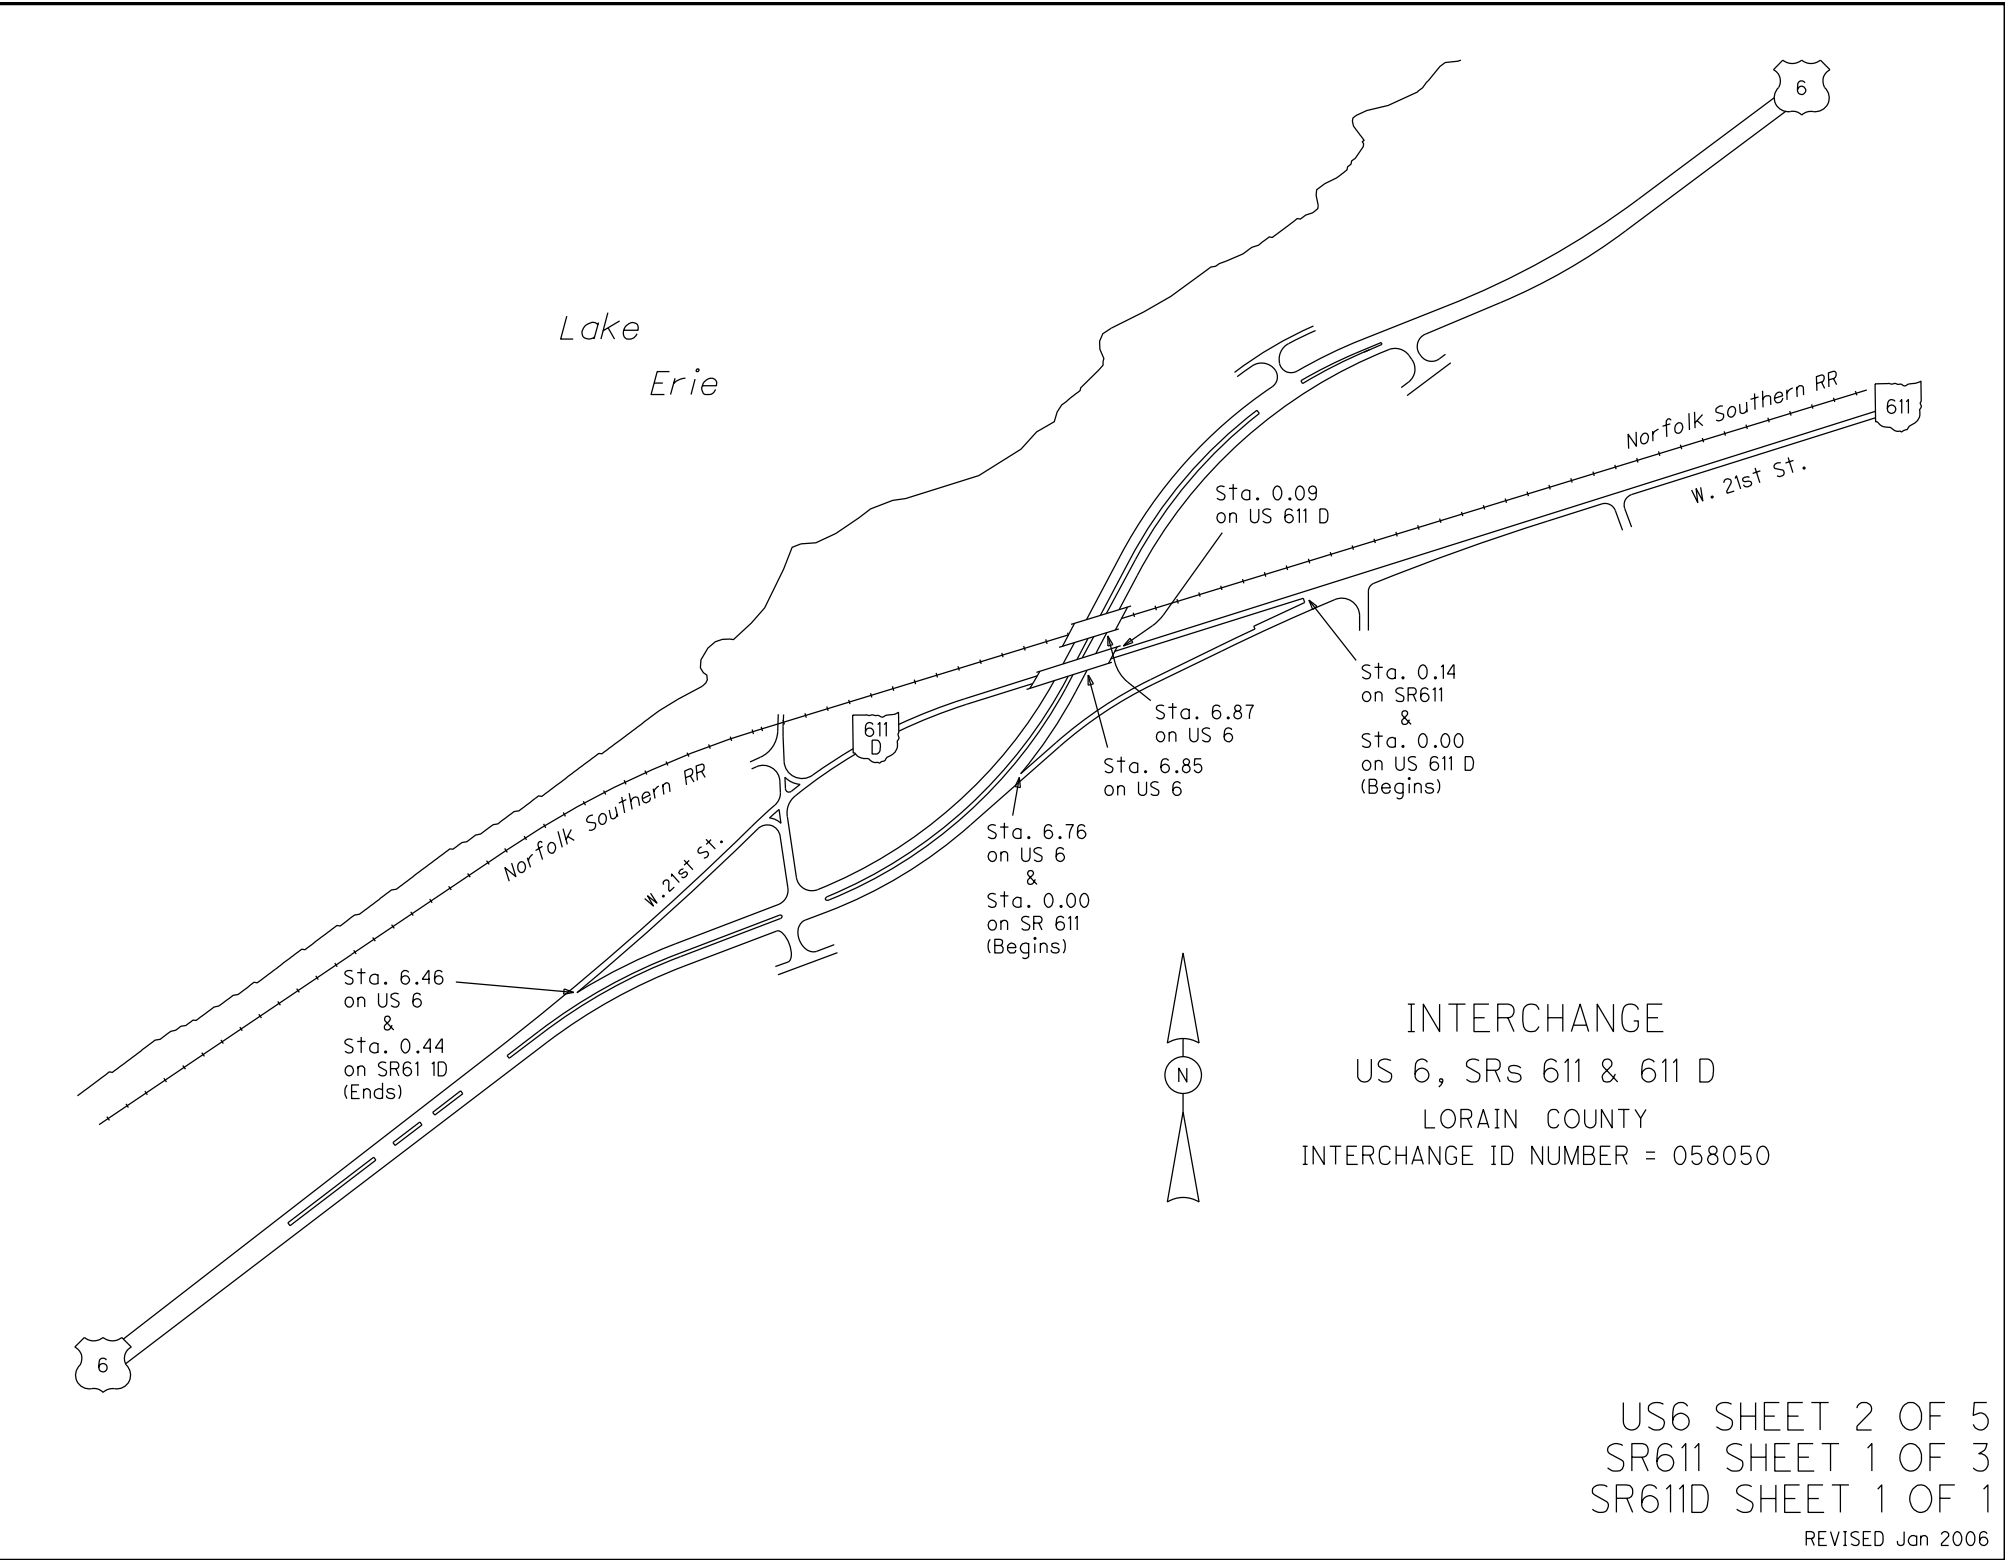 6
Lake
Erie
Norfolk Southern RR
611
W. 21st St.
Sta. 0.09
on US 611 D
Sta. 0.14
on SR611
&
Sta. 0.00
on US 611 D
(Begins)
Sta. 6.87
on US 6
Sta. 6.85
on US 6
611
D
Norfolk Southern RR
W. 21st St.
Sta. 6.76
on US 6
&
Sta. 0.00
on SR 611
(Begins)
Sta. 6.46
on US 6
&
Sta. 0.44
on SR61 1D
(Ends)
N
INTERCHANGE
US 6, SRs 611 & 611 D
LORAIN COUNTY
INTERCHANGE ID NUMBER = 058050
6
US6 SHEET 2 OF 5
SR611 SHEET 1 OF 3
SR611D SHEET 1 OF 1
REVISED Jan 2006